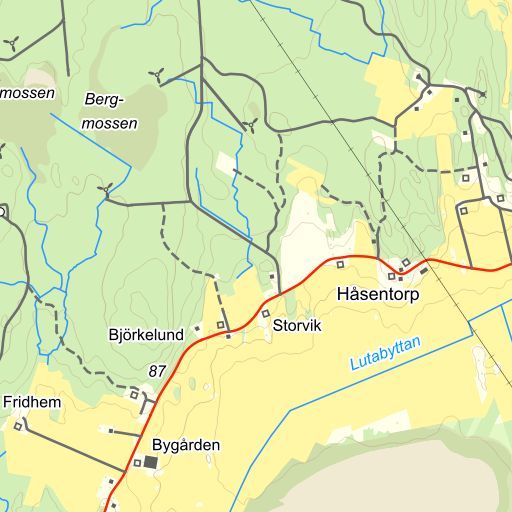 mossen
Berg-
mossen
Håsentorp
Storvik
Björkelund
Lutabyttan
87
Fridhem
Bygården